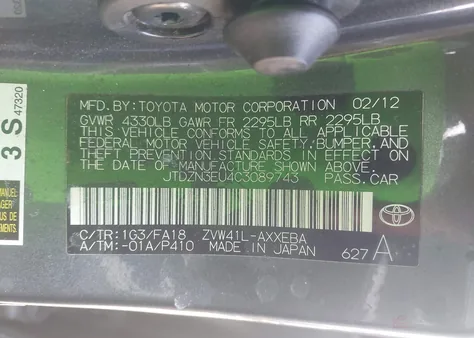 MFD.BY:TOYOTA MOTOR CORPORATION 02/12
GVWR 4330LB GAWR FR 2295LB RR 2295LB
THIS VEHICLE CONFORMS TO ALL APPLICABLE
FEDERAL MOTOR VEHICLE SAFETY,BUMPER,AND
THEFT PREVENTION STANDARDS IN EFFECT ON
THE DATE OF MANUFACTURE SHOWN ABOVE.
JTDZN3EU4C3089743 PASS.CAR
C/TR:1G3/FA18 ZVW41L-AXXEBA
A/TM:-01A/P410 MADE IN JAPAN 627 A
TOYOTA
3 S
47320